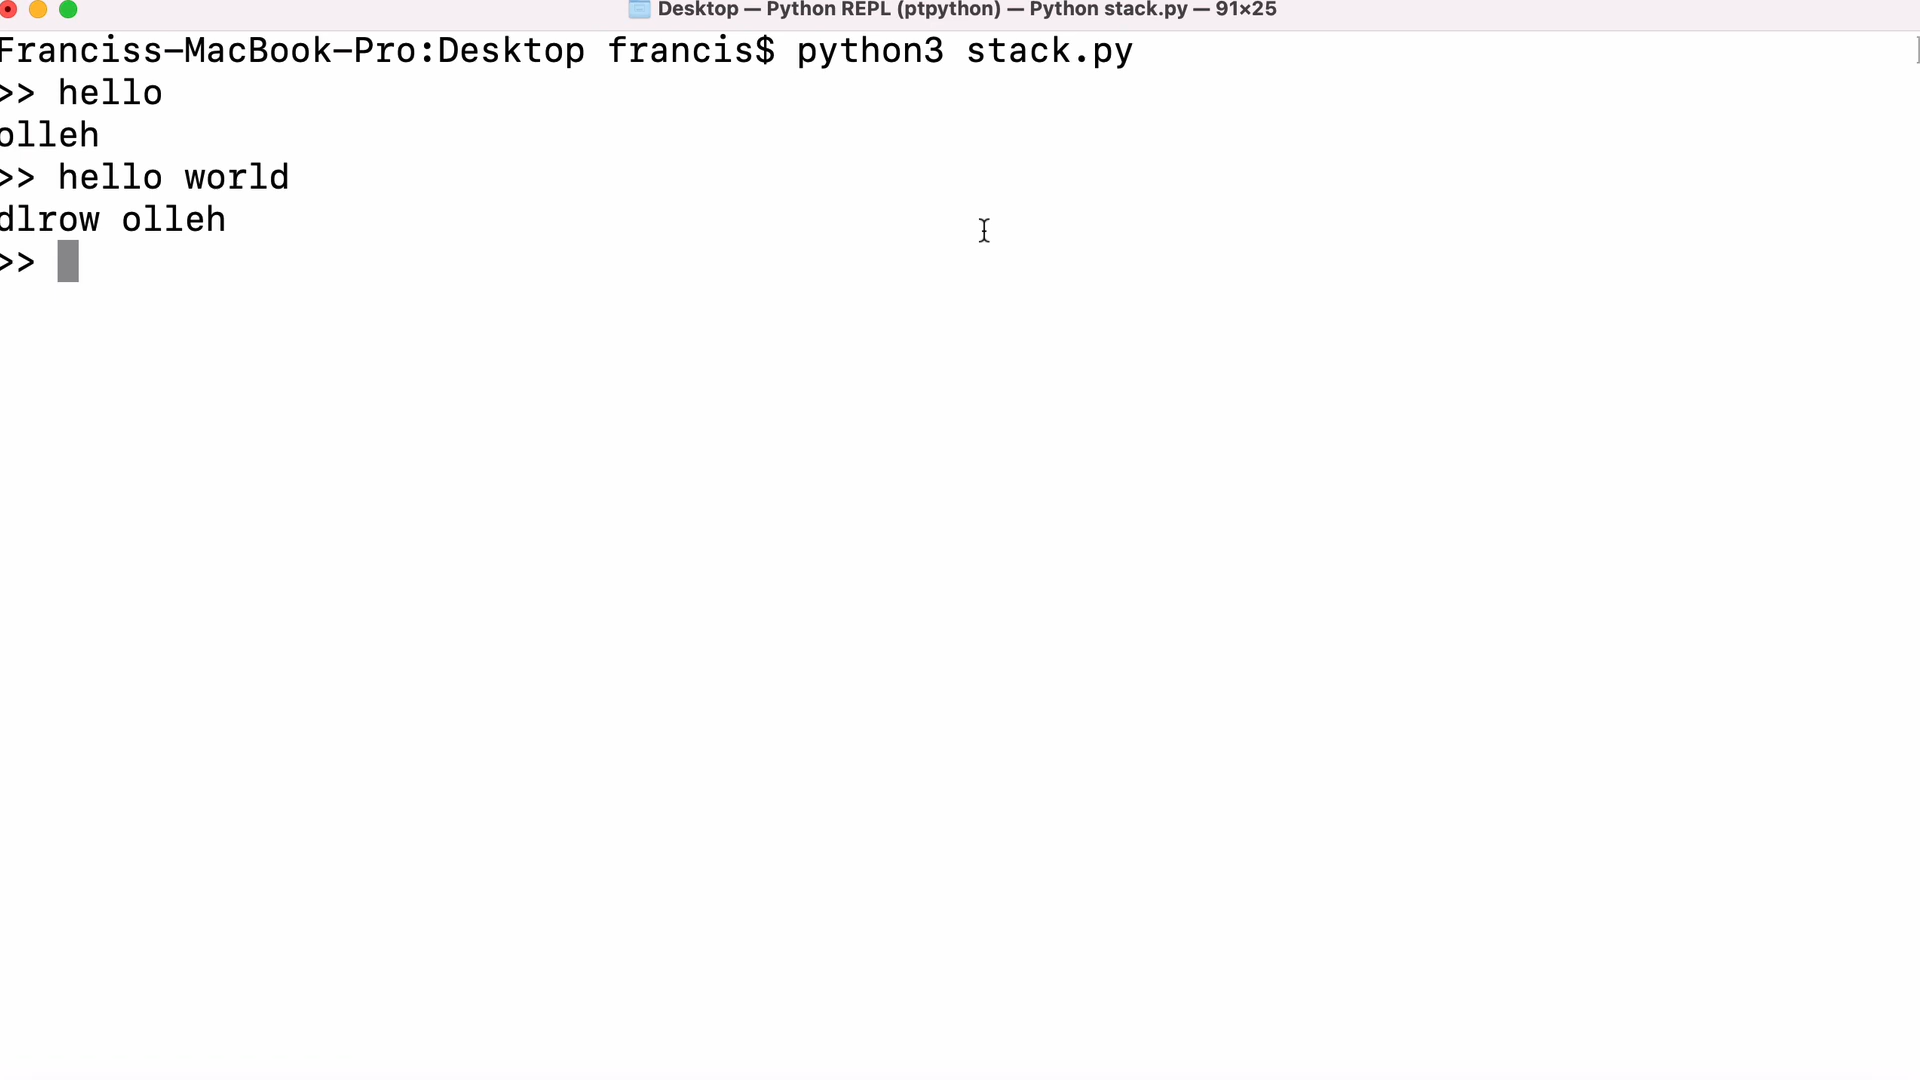 Desktop — Python REPL (ptpython) — Python stack.py — 91×25
Franciss-MacBook-Pro:Desktop francis$ python3 stack.py
>> hello
olleh
>> hello world
dlrow olleh
>>